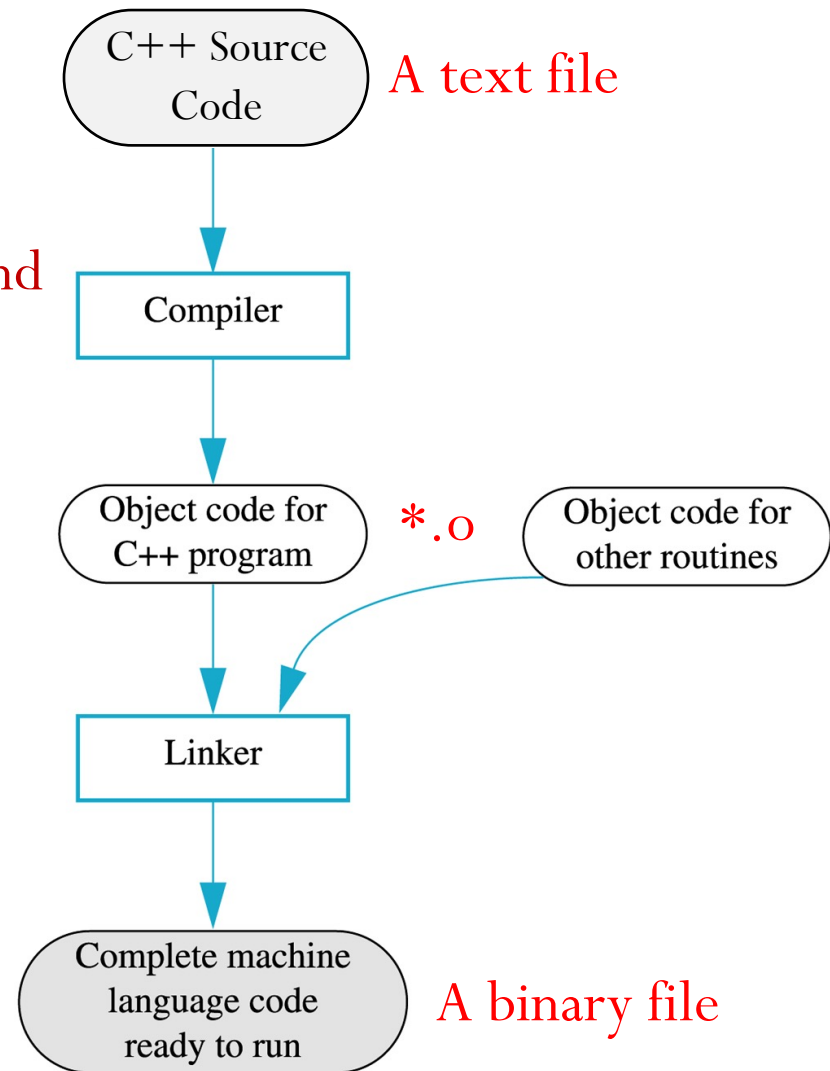 C++ Source
Code
A text file
nd
Compiler
Object code for
C++ program
*.o
Object code for
other routines
Linker
Complete machine
language code
ready to run
A binary file